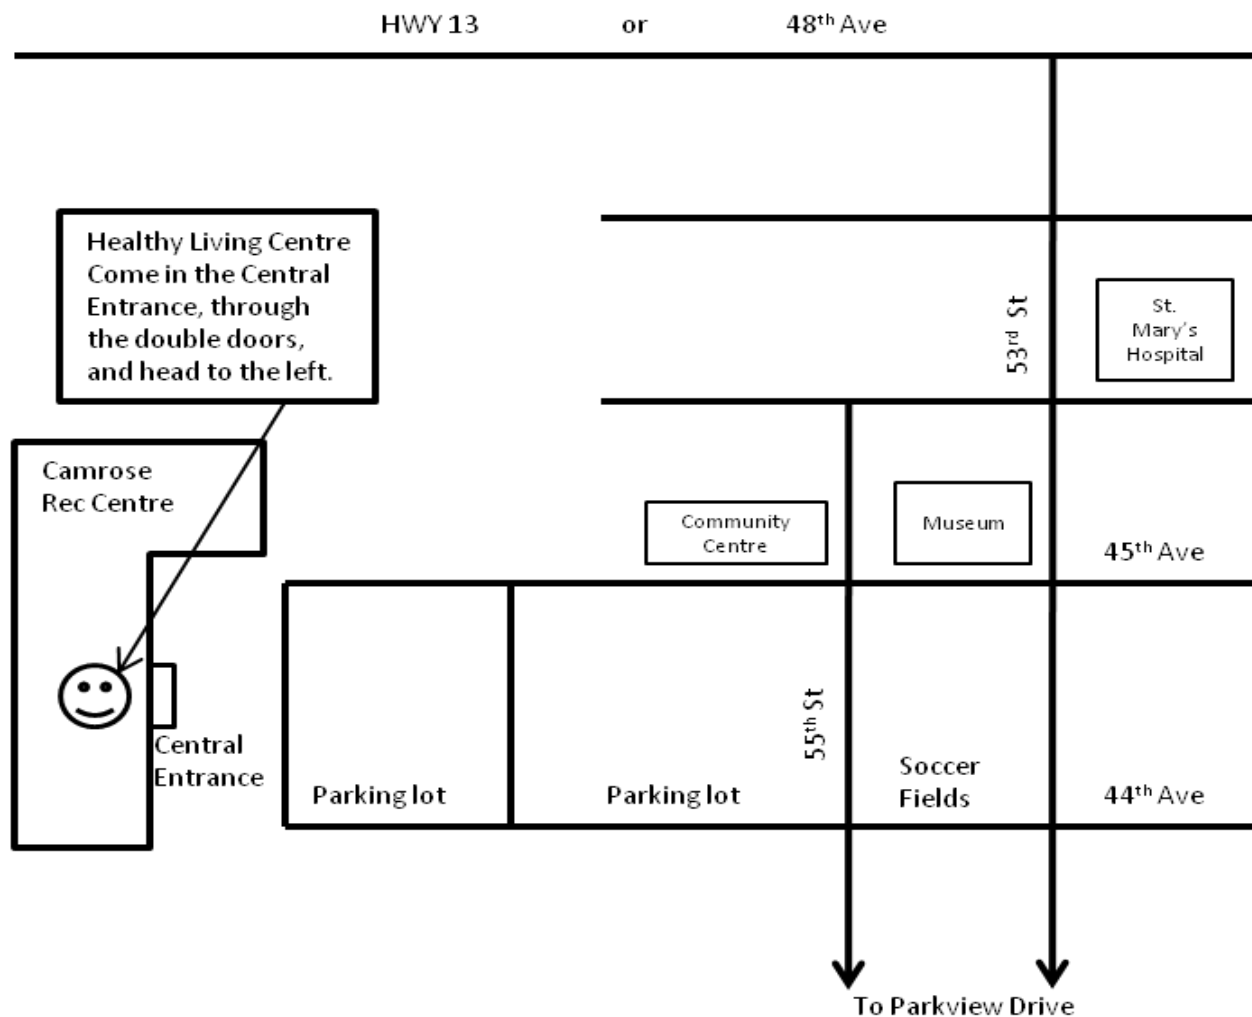 HWY 13 or 48th Ave
Healthy Living Centre
Come in the Central
Entrance, through
the double doors,
and head to the left.
53rd St
St.
Mary's
Hospital
Camrose
Rec Centre
Community
Centre
Museum
45th Ave
55th St
Central
Entrance
Parking lot
Parking lot
Soccer
Fields
44th Ave
To Parkview Drive